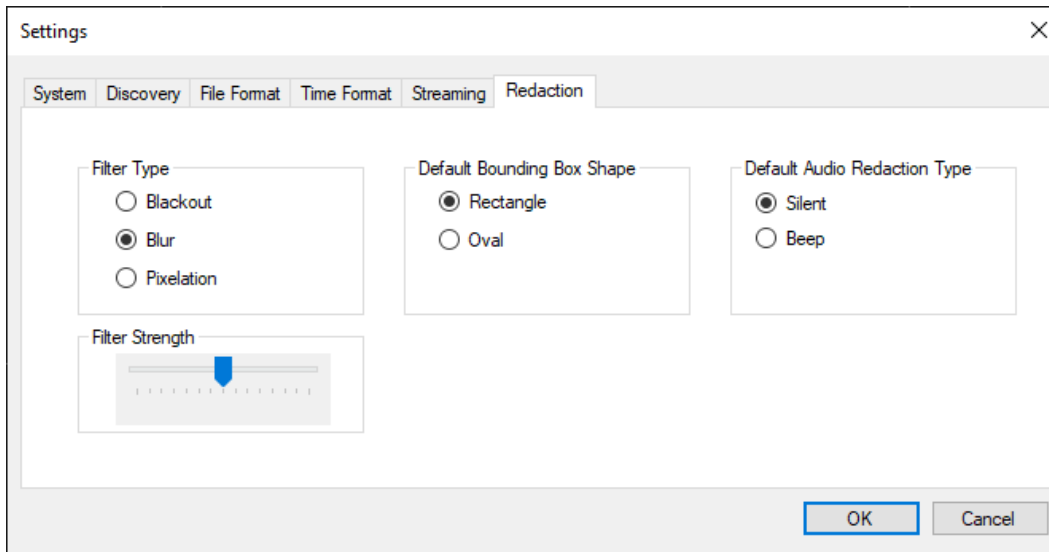 Settings
System Discovery File Format Time Format Streaming Redaction
Filter Type
Blackout
Blur
Pixelation
Default Bounding Box Shape
Rectangle
Oval
Default Audio Redaction Type
Silent
Beep
Filter Strength
OK Cancel